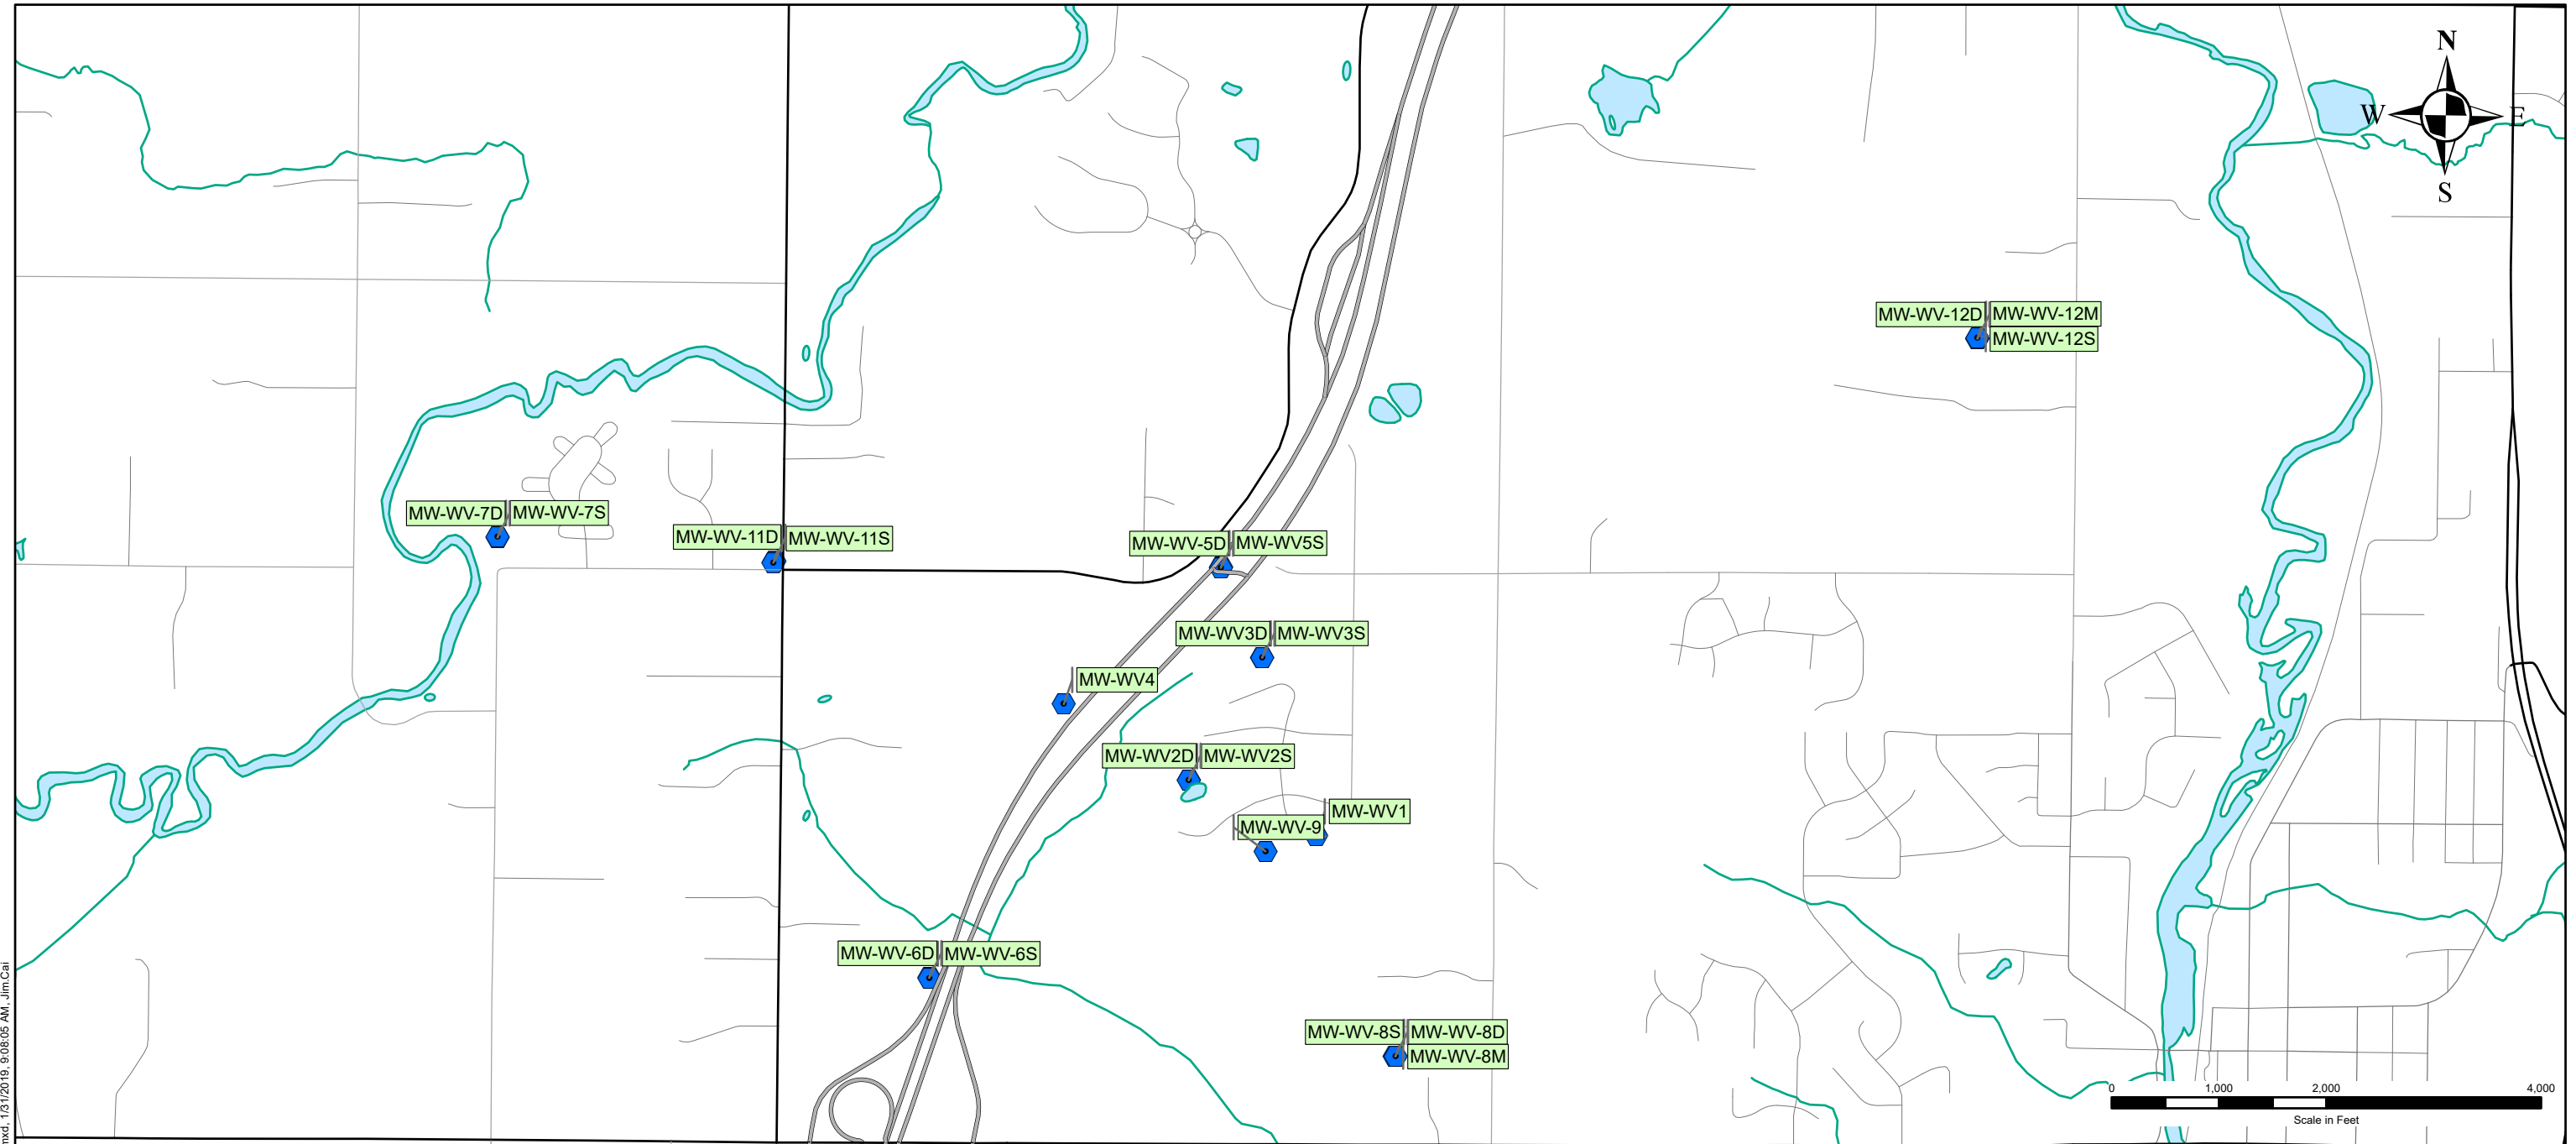 N
W
E
S
MW-WV-12D
MW-WV-12M
MW-WV-12S
MW-WV-7D
MW-WV-7S
MW-WV-11D
MW-WV-11S
MW-WV-5D
MW-WV5S
MW-WV3D
MW-WV3S
MW-WV4
MW-WV2D
MW-WV2S
MW-WV1
MW-WV-9
MW-WV-6D
MW-WV-6S
MW-WV-8S
MW-WV-8D
MW-WV-8M
0 1,000 2,000 4,000
Scale in Feet
mxd, 1/31/2019, 9:08:05 AM, Jim.Cai